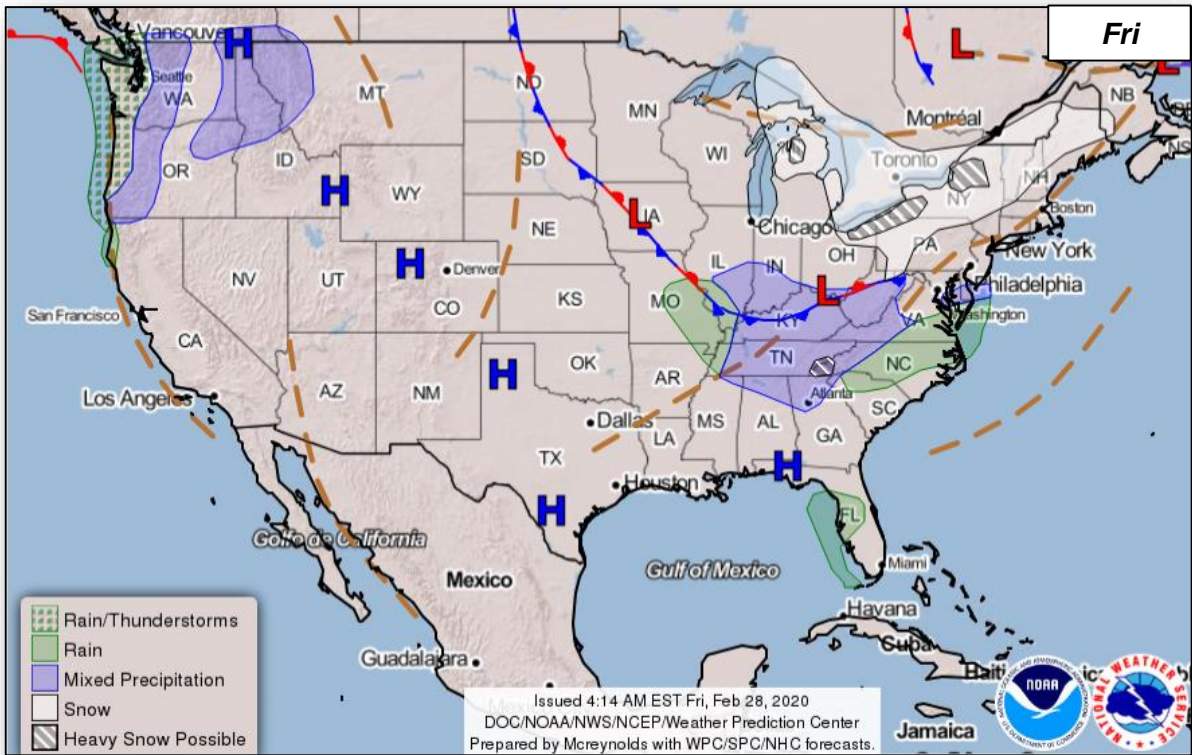 Fri
Vancouver
H
L
L
Seattle
WA
MT
ND
MN
Montréal
NB
NS
OR
ID
WY
SD
WI
Toronto
NH
NY
Boston
H
H
NV
UT
Denver
CO
NE
L
IA
Chicago
IL
IN
OH
PA
New York
Philadelphia
Washington
San Francisco
CA
KS
MO
L
KY
VA
Los Angeles
AZ
NM
H
OK
AR
TN
NC
Atlanta
SC
Dallas
LA
MS
AL
GA
TX
H
Houston
H
FL
Golfo de California
Mexico
Gulf of Mexico
Miami
Havana
Cuba
Guadalajara
Haiti
Jamaica
Rain/Thunderstorms
Rain
Mixed Precipitation
Snow
Heavy Snow Possible
Issued 4:14 AM EST Fri, Feb 28, 2020
DOC/NOAA/NWS/NCEP/Weather Prediction Center
Prepared by Mcreynolds with WPC/SPC/NHC forecasts.
NOAA
NATIONAL WEATHER SERVICE